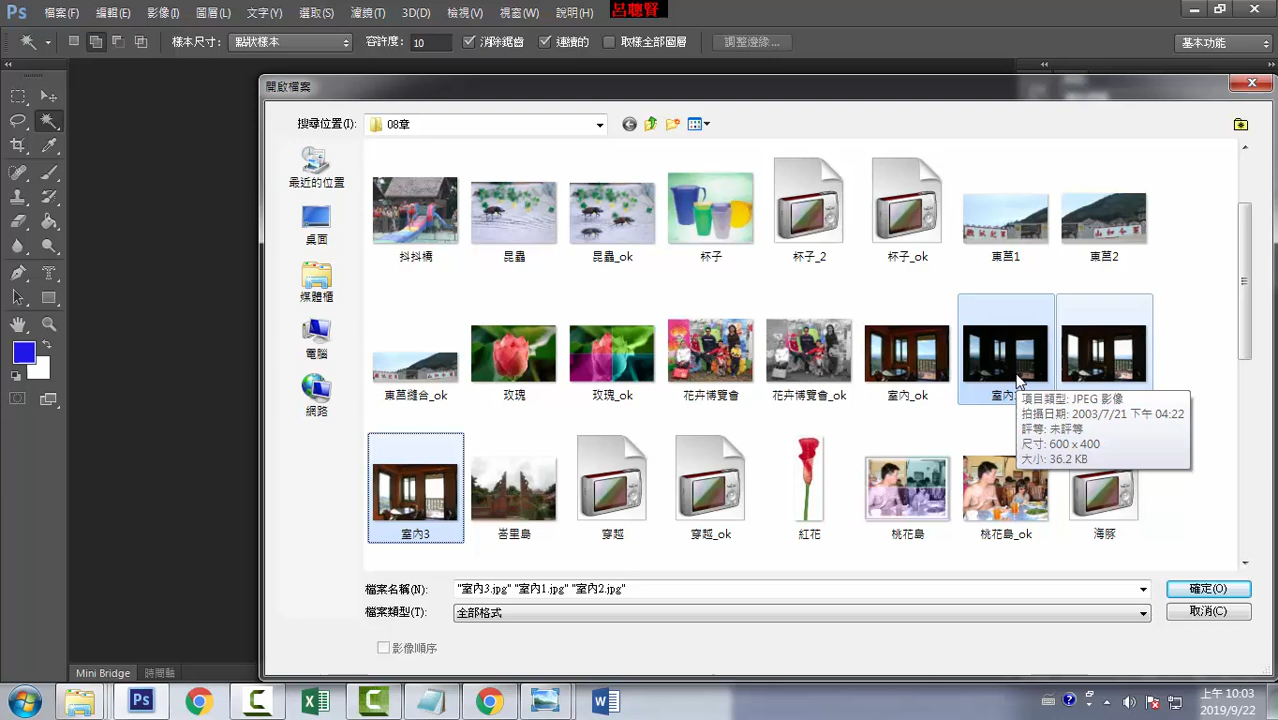 Ps 檔案(F) 編輯(E) 影像(I) 圖層(L) 文字(Y) 選取(S) 濾鏡(T) 3D(D) 檢視(V) 視窗(W) 說明(H) 呂聰賢
樣本尺寸: 點狀樣本 容許度: 10 消除鋸齒 連續的 取樣全部圖層 調整邊緣... 基本功能
開啟檔案
搜尋位置(I): 08章
最近的位置
桌面
媒體櫃
電腦
網路
抖抖橋 昆蟲 昆蟲_ok 杯子 杯子_2 杯子_ok 東莒1 東莒2
東莒縫合_ok 玫瑰 玫瑰_ok 花卉博覽會 花卉博覽會_ok 室內_ok
項目類型: JPEG 影像
拍攝日期: 2003/7/21 下午 04:22
評等: 未評等
尺寸: 600 x 400
大小: 36.2 KB
室內3 峇里島 穿越 穿越_ok 紅花 桃花島 桃花島_ok 海豚
檔案名稱(N): "室內3.jpg" "室內1.jpg" "室內2.jpg" 確定(O)
檔案類型(T): 全部格式 取消(C)
影像順序
Mini Bridge 時間軸
上午 10:03
2019/9/22